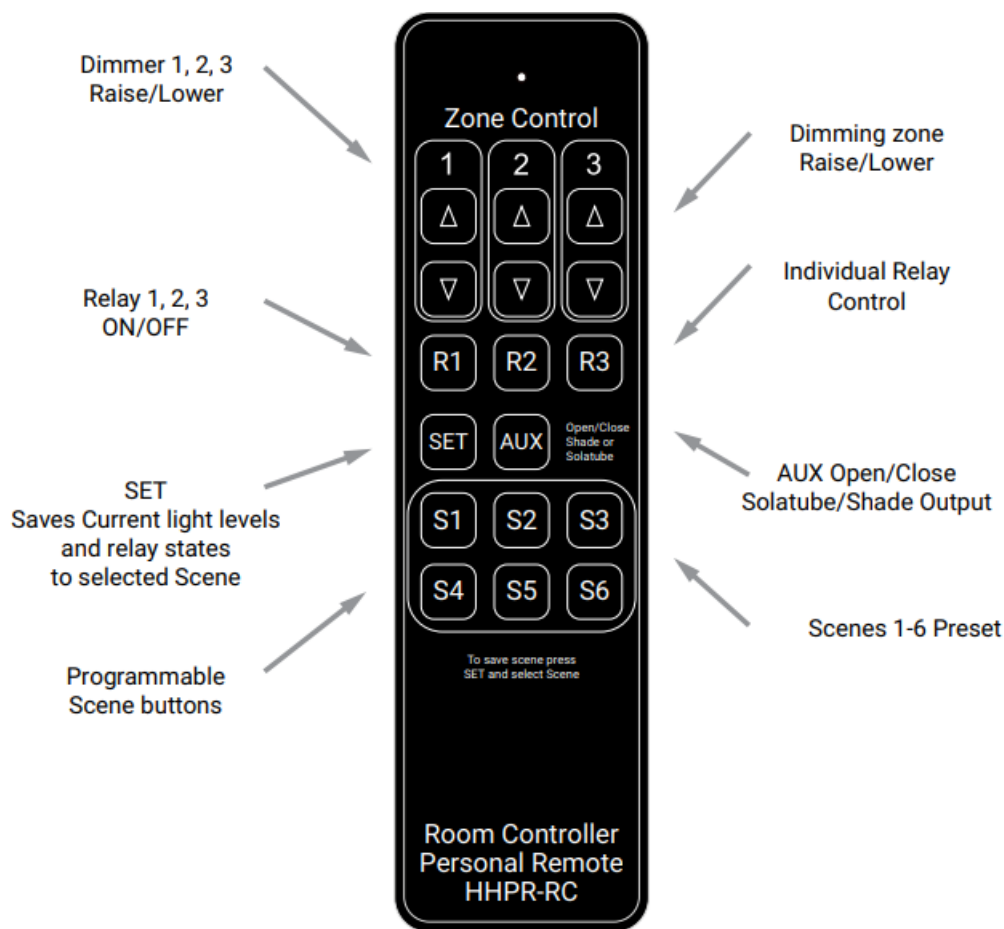 Dimmer 1, 2, 3
Raise/Lower
Relay 1, 2, 3
ON/OFF
SET
Saves Current light levels
and relay states
to selected Scene
Programmable
Scene buttons
Zone Control
1 2 3
R1 R2 R3
SET AUX
Open/Close
Shade or
Solatube
S1 S2 S3
S4 S5 S6
To save scene press
SET and select Scene
Room Controller
Personal Remote
HHPR-RC
Dimming zone
Raise/Lower
Individual Relay
Control
AUX Open/Close
Solatube/Shade Output
Scenes 1-6 Preset